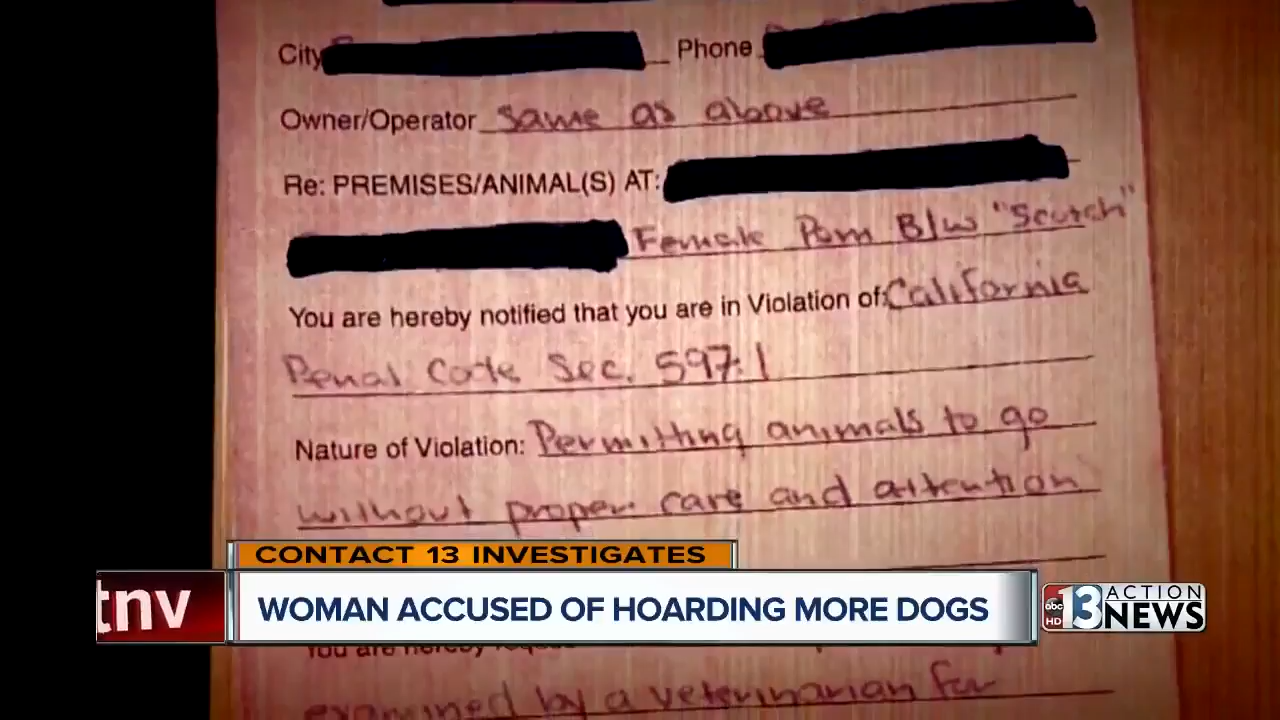 City Phone
Owner/Operator same as above
Re: PREMISES/ANIMAL(S) AT:
Female Pom B/W "Scutch"
You are hereby notified that you are in Violation of: California
Penal Code Sec. 597.1
Nature of Violation: Permitting animals to go
without proper care and attention
CONTACT 13 INVESTIGATES
tnv WOMAN ACCUSED OF HOARDING MORE DOGS abc HD 13 ACTION NEWS
You are hereby
examined by a veterinarian for